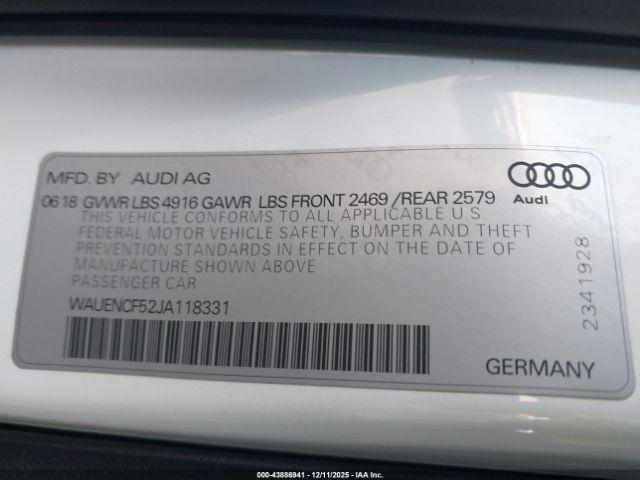 MFD. BY AUDI AG
0618 GVWR LBS 4916 GAWR LBS FRONT 2469 /REAR 2579
THIS VEHICLE CONFORMS TO ALL APPLICABLE U.S.
FEDERAL MOTOR VEHICLE SAFETY, BUMPER AND THEFT
PREVENTION STANDARDS IN EFFECT ON THE DATE OF
MANUFACTURE SHOWN ABOVE
PASSENGER CAR
WAUENCF52JA118331
Audi
2341928
GERMANY
000-43886941 - 12/11/2025 - IAA Inc.